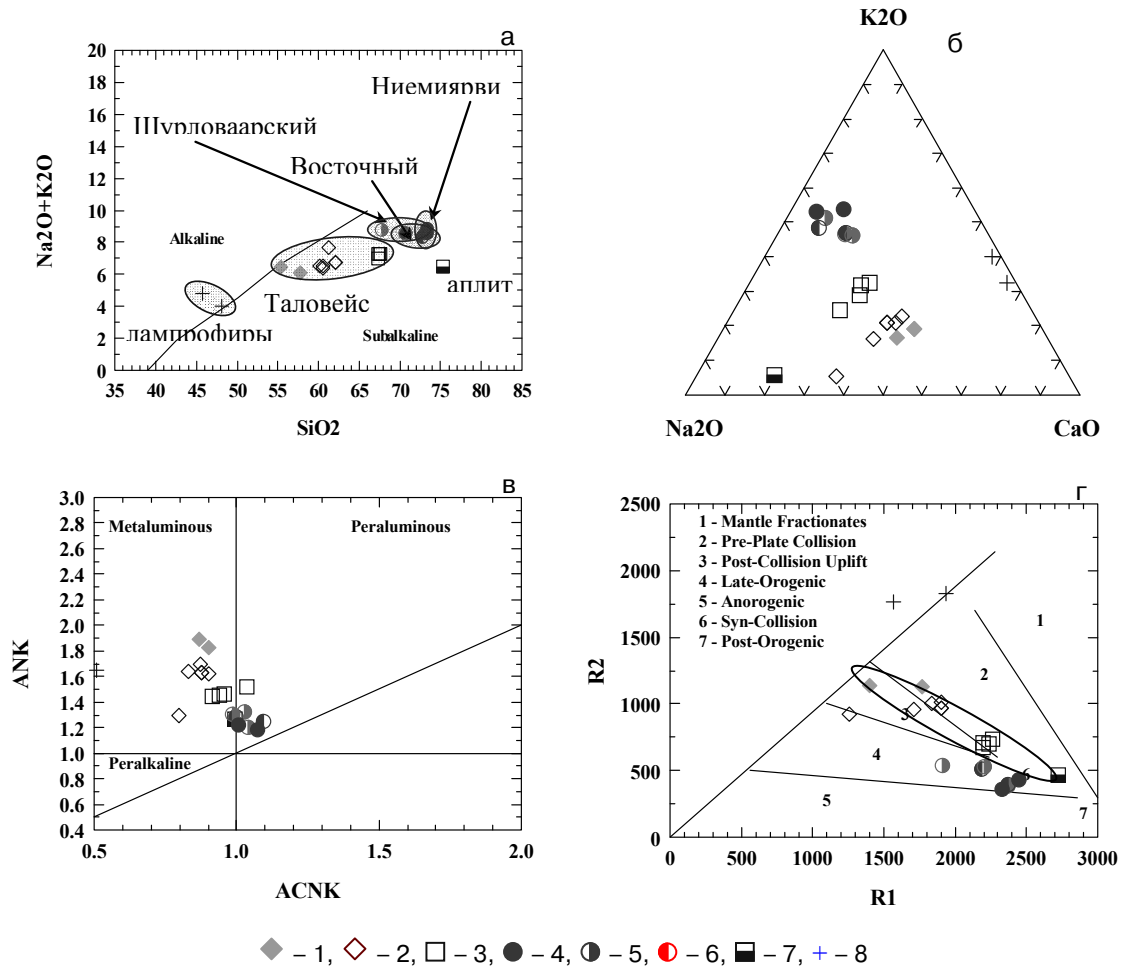 а
20
18
16
14
12
10
8
6
4
2
0
Na2O+K2O
Ниемиярви
Шурловаарский
Восточный
Alkaline
Таловейс
аплит
лампрофиры
Subalkaline
35 40 45 50 55 60 65 70 75 80 85
SiO2
K2O
б
Na2O
CaO
в
3.0
2.8
2.6
2.4
2.2
2.0
1.8
1.6
1.4
1.2
1.0
0.8
0.6
0.4
ANK
Metaluminous
Peraluminous
Peralkaline
0.5 1.0 1.5 2.0
ACNK
г
2500
2000
1500
1000
500
0
R2
1 - Mantle Fractionates
2 - Pre-Plate Collision
3 - Post-Collision Uplift
4 - Late-Orogenic
5 - Anorogenic
6 - Syn-Collision
7 - Post-Orogenic
1
2
3
4
5
6
7
0 500 1000 1500 2000 2500 3000
R1
– 1, – 2, – 3, – 4, – 5, – 6, – 7, – 8